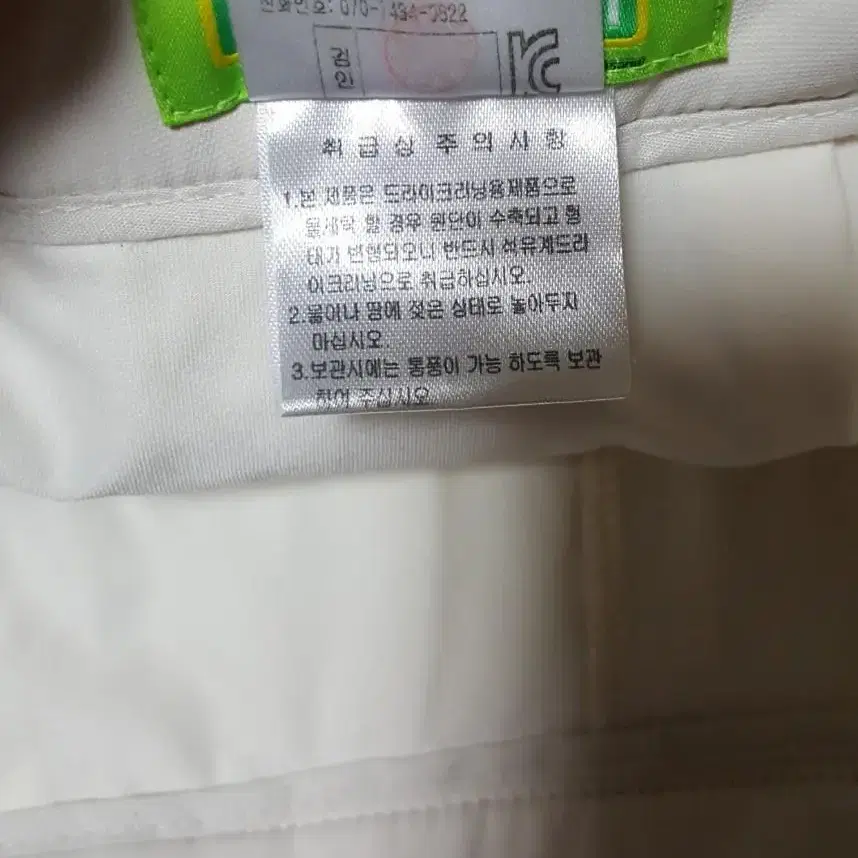 전화번호: 070-7434-0822
검인
취급상 주의사항
1.본 제품은 드라이크리닝용제품으로
물세탁 할 경우 원단이 수축되고 형
태가 변형되오니 반드시 석유계드라
이크리닝으로 취급하십시오.
2.물이나 땀에 젖은 상태로 놓아두지
마십시오.
3.보관시에는 통품이 가능 하도록 보관
하여 주십시오